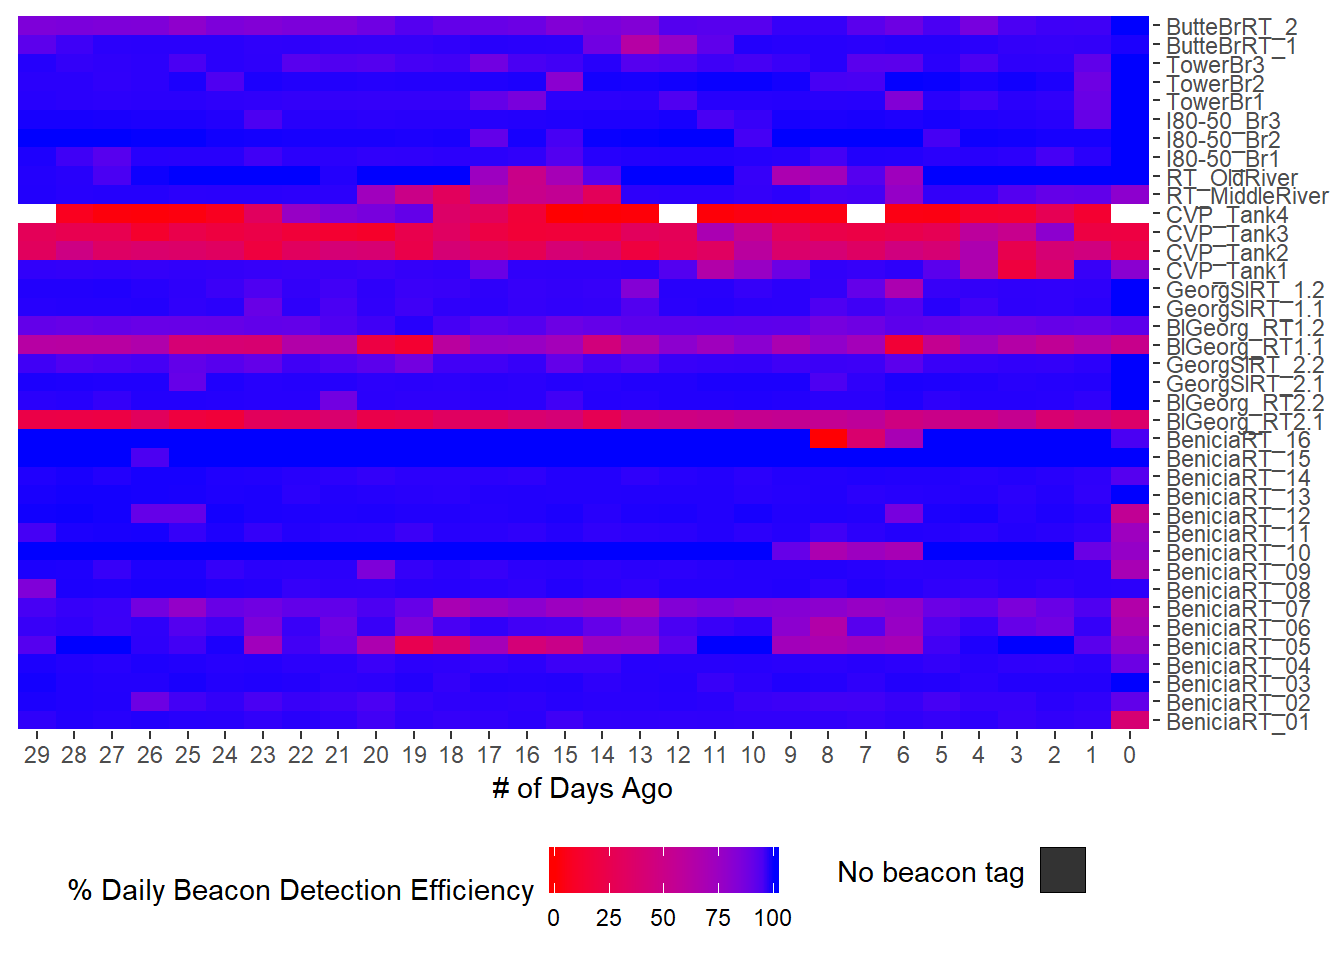 ButteBrRT_2
ButteBrRT_1
TowerBr3
TowerBr2
TowerBr1
I80-50_Br3
I80-50_Br2
I80-50_Br1
RT_OldRiver
RT_MiddleRiver
CVP_Tank4
CVP_Tank3
CVP_Tank2
CVP_Tank1
GeorgSlRT_1.2
GeorgSlRT_1.1
BlGeorg_RT1.2
BlGeorg_RT1.1
GeorgSlRT_2.2
GeorgSlRT_2.1
BlGeorg_RT2.2
BlGeorg_RT2.1
BeniciaRT_16
BeniciaRT_15
BeniciaRT_14
BeniciaRT_13
BeniciaRT_12
BeniciaRT_11
BeniciaRT_10
BeniciaRT_09
BeniciaRT_08
BeniciaRT_07
BeniciaRT_06
BeniciaRT_05
BeniciaRT_04
BeniciaRT_03
BeniciaRT_02
BeniciaRT_01
29 28 27 26 25 24 23 22 21 20 19 18 17 16 15 14 13 12 11 10 9 8 7 6 5 4 3 2 1 0
# of Days Ago
% Daily Beacon Detection Efficiency
0 25 50 75 100
No beacon tag